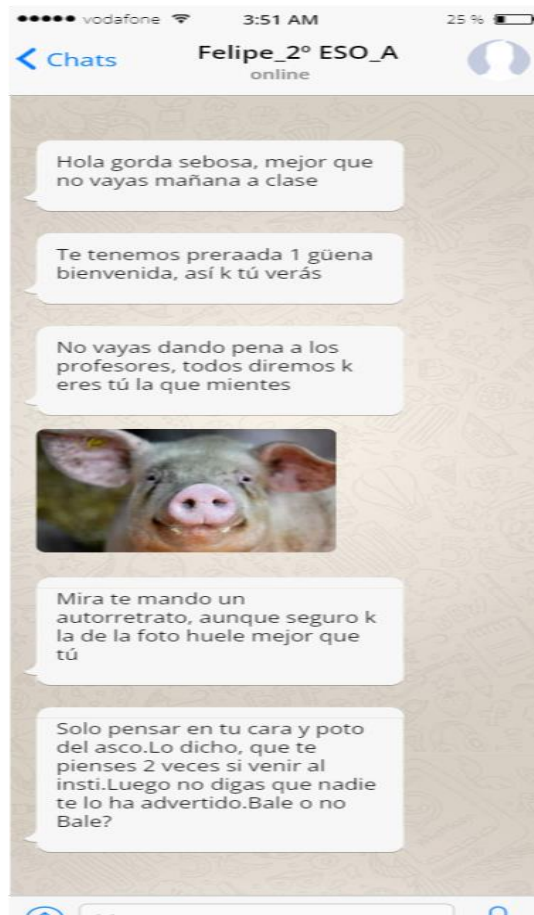 vodafone 3:51 AM 25 %
Chats Felipe_2º ESO_A
online
Hola gorda sebosa, mejor que
no vayas mañana a clase
Te tenemos preraada 1 güena
bienvenida, así k tú verás
No vayas dando pena a los
profesores, todos diremos k
eres tú la que mientes
Mira te mando un
autorretrato, aunque seguro k
la de la foto huele mejor que
tú
Solo pensar en tu cara y poto
del asco.Lo dicho, que te
pienses 2 veces si venir al
insti.Luego no digas que nadie
te lo ha advertido.Bale o no
Bale?